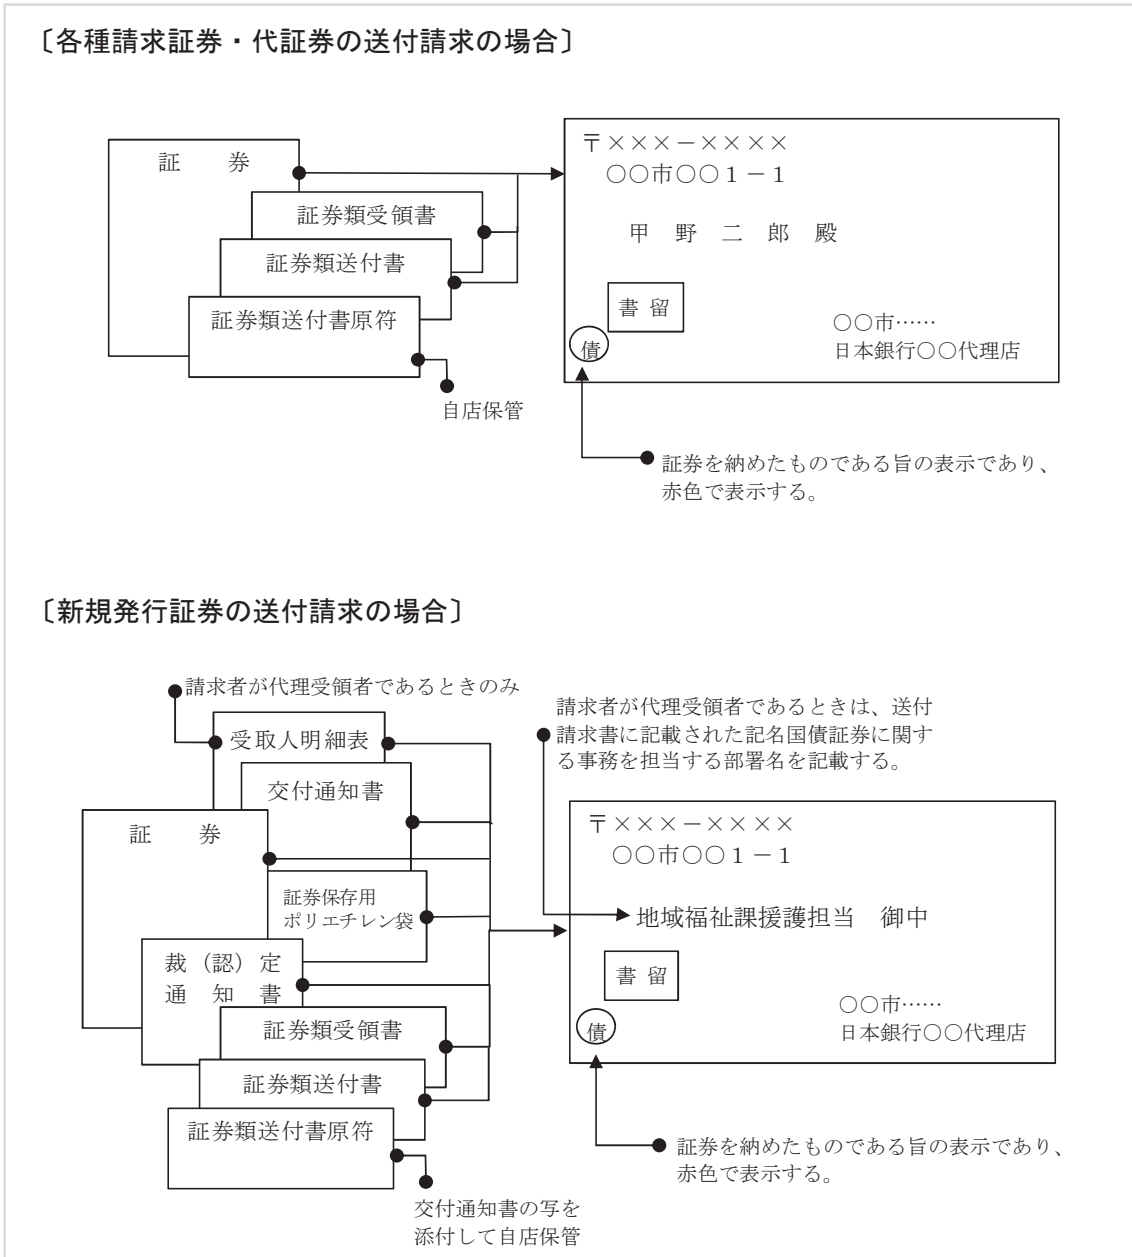 〔各種請求証券・代証券の送付請求の場合〕
証　　券
証券類受領書
証券類送付書
証券類送付書原符
自店保管
〒×××－××××
○○市○○１－１
甲　野　二　郎　殿
書 留
債
○○市……
日本銀行○○代理店
証券を納めたものである旨の表示であり、
赤色で表示する。
〔新規発行証券の送付請求の場合〕
請求者が代理受領者であるときのみ
受取人明細表
交付通知書
証　　券
証券保存用
ポリエチレン袋
裁（認）定
通　知　書
証券類受領書
証券類送付書
証券類送付書原符
交付通知書の写を
添付して自店保管
請求者が代理受領者であるときは、送付
請求書に記載された記名国債証券に関す
る事務を担当する部署名を記載する。
〒×××－××××
○○市○○１－１
地域福祉課援護担当　御中
書 留
債
○○市……
日本銀行○○代理店
証券を納めたものである旨の表示であり、
赤色で表示する。